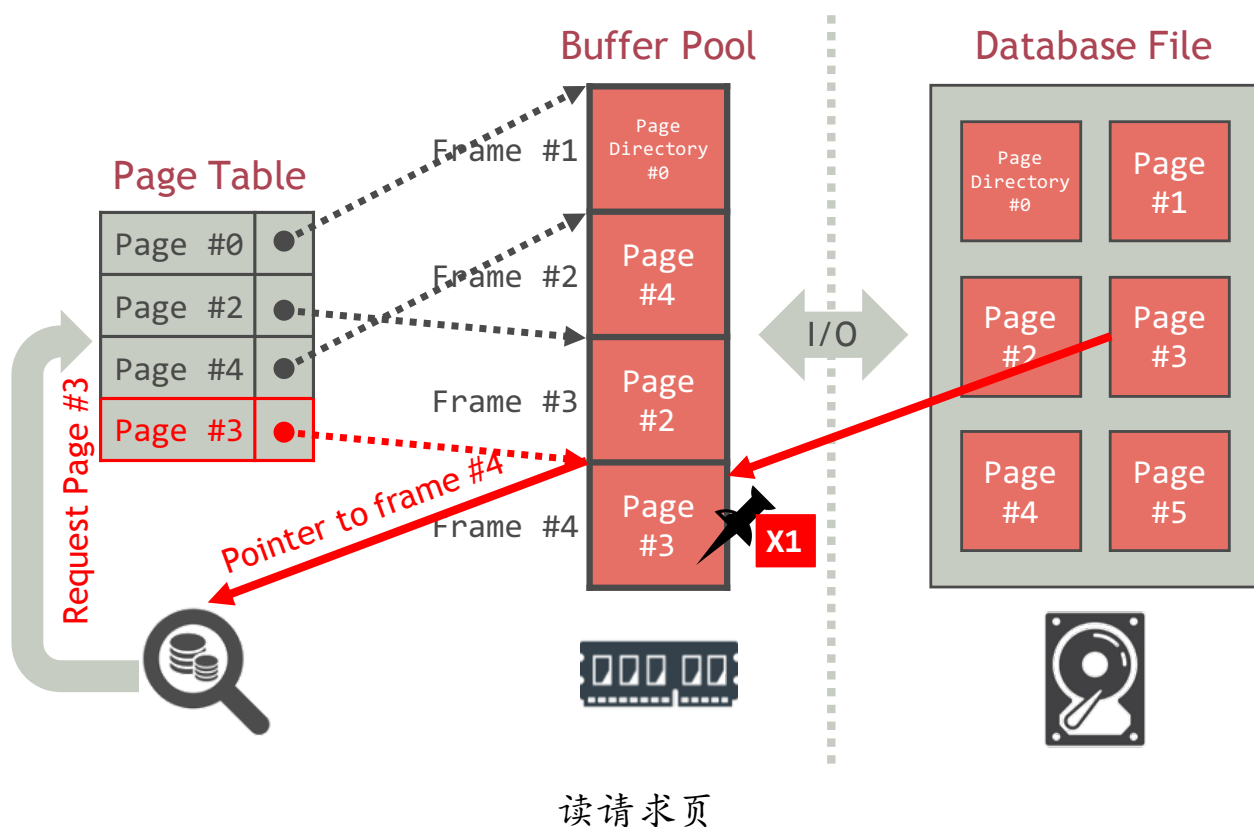 Buffer Pool
Database File
Page Table
Page #0
Page #2
Page #4
Page #3
Request Page #3
Pointer to frame #4
Frame #1
Frame #2
Frame #3
Frame #4
Page
Directory
#0
Page
#4
Page
#2
Page
#3
X1
I/O
Page
Directory
#0
Page
#1
Page
#2
Page
#3
Page
#4
Page
#5
读请求页